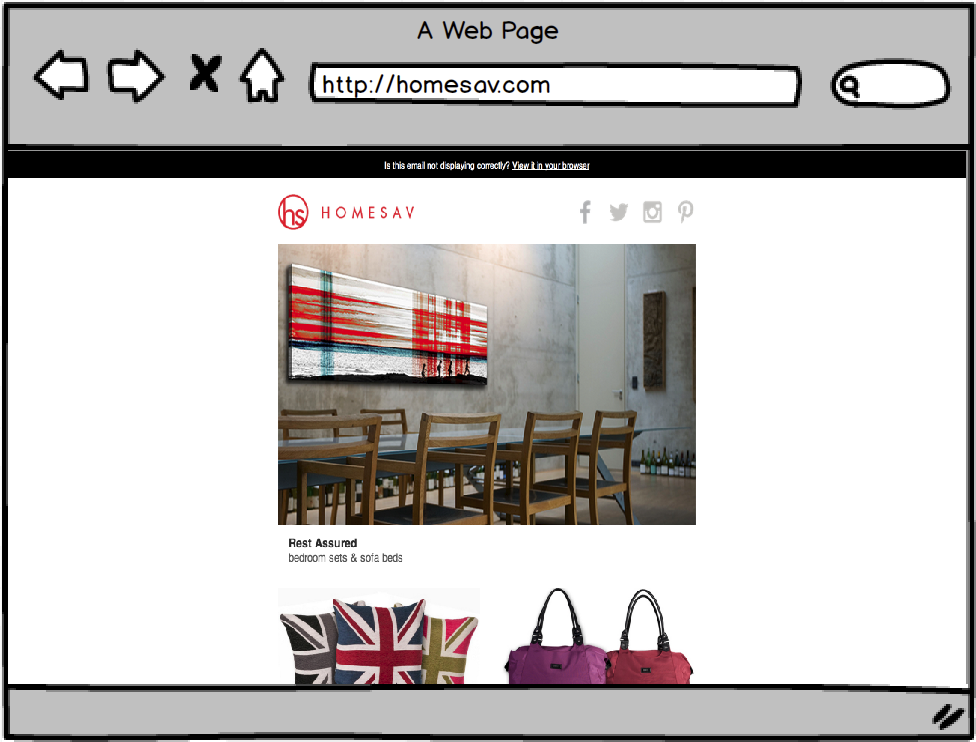 A Web Page
http://homesav.com
Is this email not displaying correctly? View it in your browser
hs HOMESAV
Rest Assured
bedroom sets & sofa beds